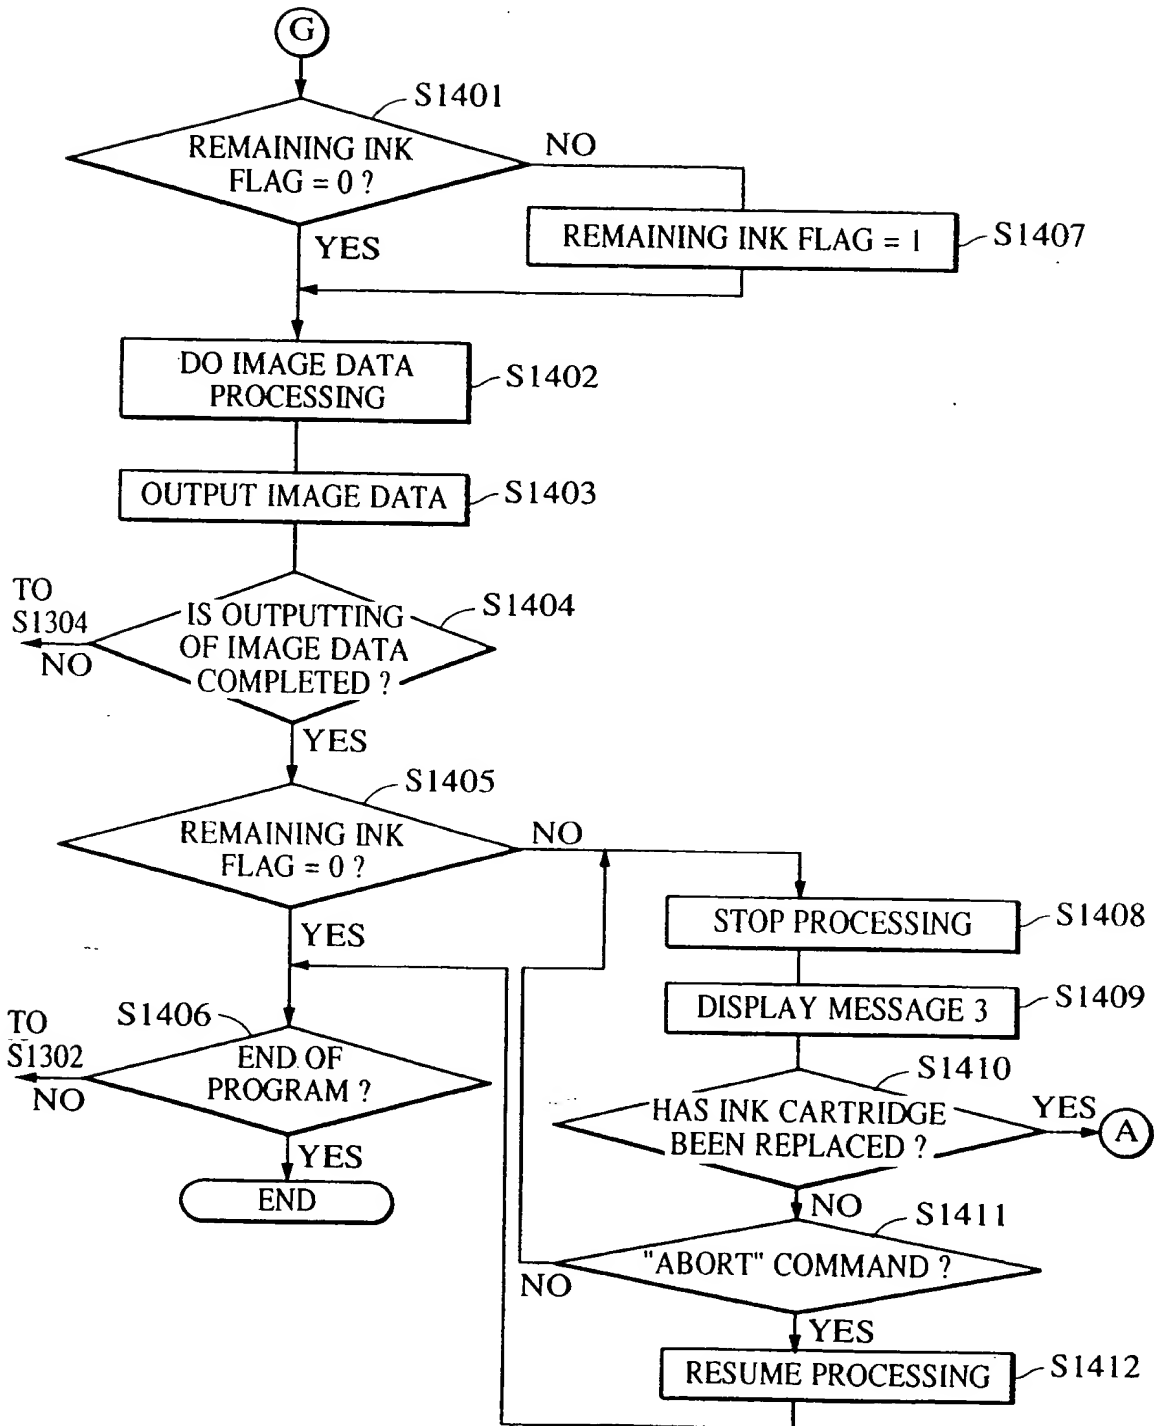 G
S1401
REMAINING INK
FLAG = 0 ?
NO
YES
REMAINING INK FLAG = 1
S1407
DO IMAGE DATA
PROCESSING
S1402
OUTPUT IMAGE DATA
S1403
TO
S1304
NO
IS OUTPUTTING
OF IMAGE DATA
COMPLETED ?
S1404
YES
S1405
REMAINING INK
FLAG = 0 ?
NO
YES
STOP PROCESSING
S1408
DISPLAY MESSAGE 3
S1409
TO
S1302
NO
S1406
END OF
PROGRAM ?
YES
END
S1410
HAS INK CARTRIDGE
BEEN REPLACED ?
YES
A
NO
S1411
"ABORT" COMMAND ?
NO
YES
RESUME PROCESSING
S1412